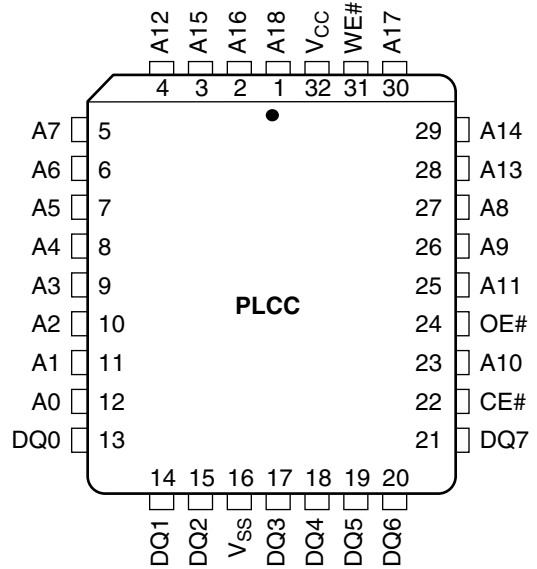 A12 A15 A16 A18 VCC WE# A17
4 3 2 1 32 31 30
A7 5 29 A14
A6 6 28 A13
A5 7 27 A8
A4 8 26 A9
A3 9 25 A11
PLCC
A2 10 24 OE#
A1 11 23 A10
A0 12 22 CE#
DQ0 13 21 DQ7
14 15 16 17 18 19 20
DQ1 DQ2 VSS DQ3 DQ4 DQ5 DQ6